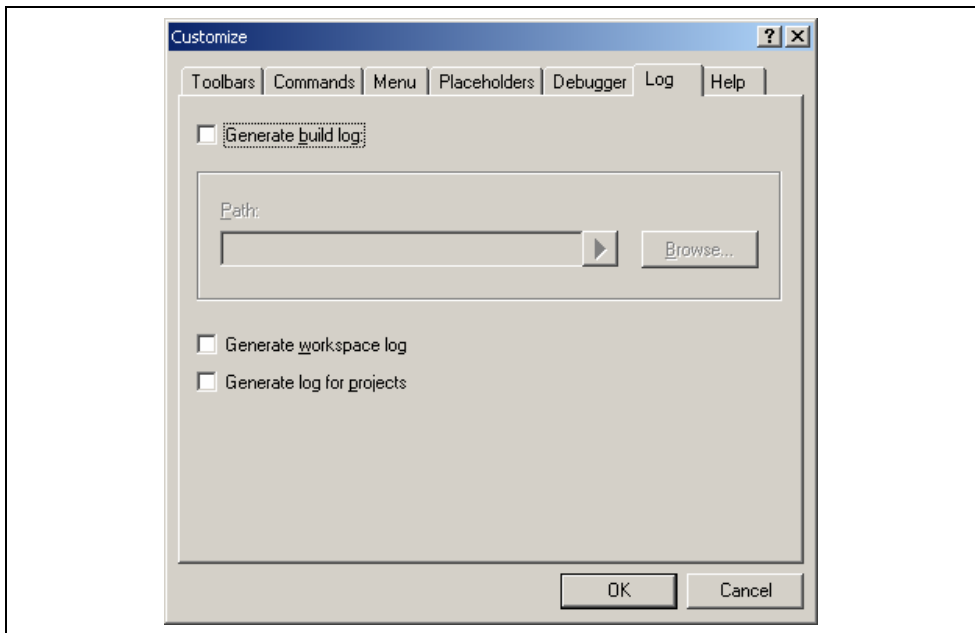 Customize
Toolbars Commands Menu Placeholders Debugger Log Help
Generate build log:
Path:
Browse...
Generate workspace log
Generate log for projects
OK Cancel